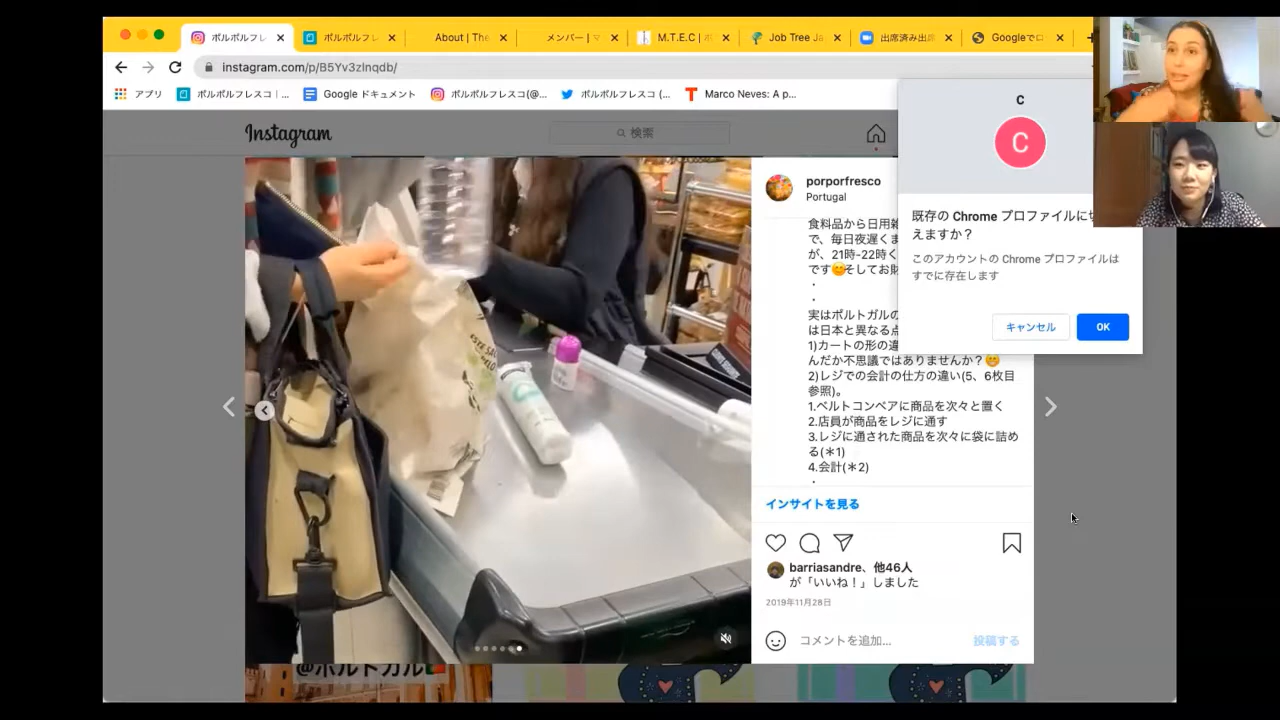 ポルポルフレ
ポルポルフレス
About | The
メンバー | マ
M.T.E.C | ポ
Job Tree Ja
出席済み出席
Googleでロ
instagram.com/p/B5Yv3zInqdb/
アプリ
ポルポルフレスコ | ...
Google ドキュメント
ポルポルフレスコ(@...
ポルポルフレスコ (...
Marco Neves: A p...
Instagram
検索
C
C
既存の Chrome プロファイルに
えますか？
このアカウントの Chrome プロファイルは
すでに存在します
キャンセル
OK
porporfresco
Portugal
食料品から日用雑
で、毎日夜遅くま
が、21時-22時く
です🤭そしてお財
・
・
実はポルトガルの
は日本と異なる点
1)カートの形の違
んだか不思議ではありませんか？🤭
2)レジでの会計の仕方の違い(5、6枚目
参照)。
1.ベルトコンベアに商品を次々と置く
2.店員が商品をレジに通す
3.レジに通された商品を次々に袋に詰め
る(＊1)
4.会計(＊2)
・
インサイトを見る
barriasandre、他46人
が「いいね！」しました
2019年11月28日
コメントを追加...
投稿する
ESTE SA
@ポルトガル🇵🇹